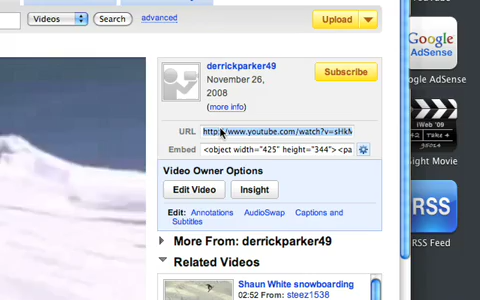 Videos
Search
advanced
Upload
derrickparker49
November 26,
2008
(more info)
Subscribe
URL
http://www.youtube.com/watch?v=sHkM
Embed
<object width="425" height="344"><pa
Video Owner Options
Edit Video
Insight
Edit: Annotations AudioSwap Captions and
Subtitles
More From: derrickparker49
Related Videos
Shaun White snowboarding
02:52 From: steez1538
Google
AdSense
ogle AdSense
iWeb '09
sight Movie
RSS
RSS Feed